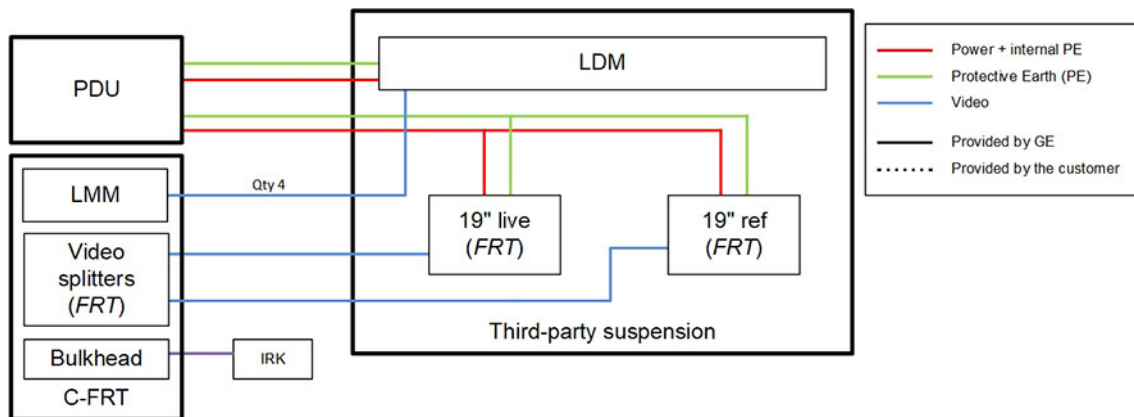 PDU
LDM
LMM
Qty 4
19" live
(FRT)
19" ref
(FRT)
Video
splitters
(FRT)
Third-party suspension
Bulkhead
IRK
C-FRT
Power + internal PE
Protective Earth (PE)
Video
Provided by GE
Provided by the customer